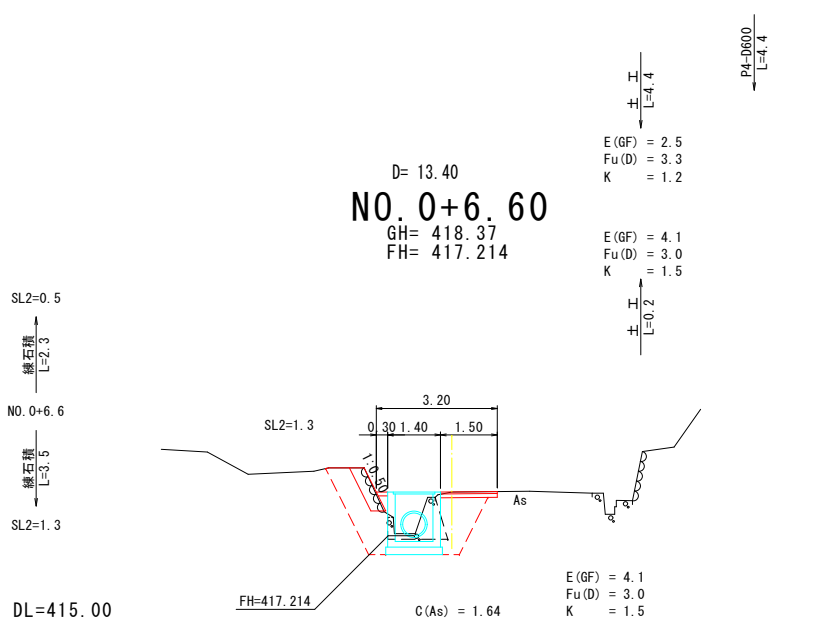 P4-D600
L=4.4
土工
L=4.4
E(GF) = 2.5
Fu(D) = 3.3
K = 1.2
D= 13.40
NO.0+6.60
GH= 418.37
FH= 417.214
E(GF) = 4.1
Fu(D) = 3.0
K = 1.5
土工
L=0.2
SL2=0.5
練石積
L=2.3
NO.0+6.6
練石積
L=3.5
SL2=1.3
3.20
SL2=1.3
0.30
1.40
1.50
1:0.50
As
FH=417.214
DL=415.00
C(As) = 1.64
E(GF) = 4.1
Fu(D) = 3.0
K = 1.5